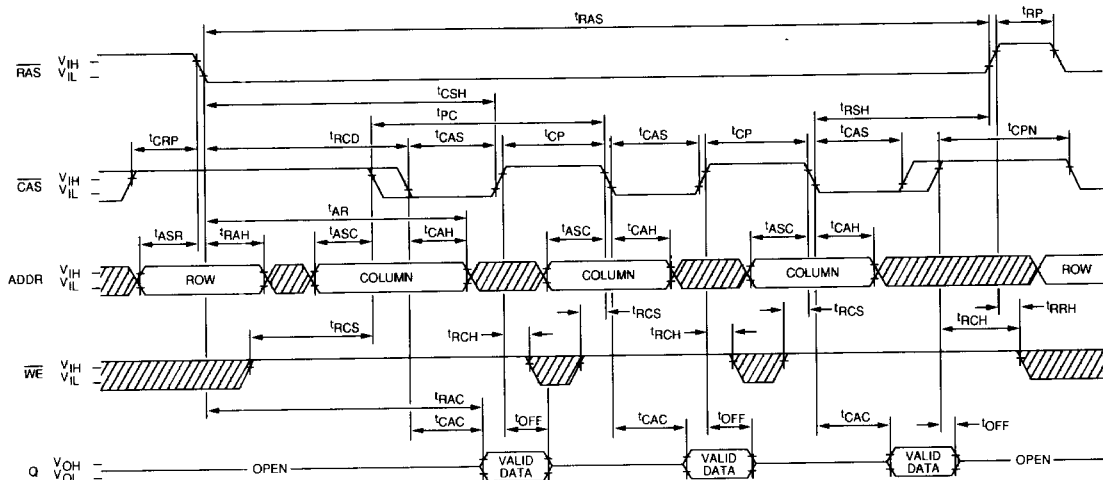 tRAS
tRP
RAS VIH
VIL
tCSH
tPC
tRSH
tCRP
tRCD
tCAS
tCP
tCAS
tCP
tCAS
tCPN
CAS VIH
VIL
tAR
tASR
tRAH
tASC
tCAH
tASC
tCAH
tASC
tCAH
ADDR VIH
VIL
ROW
COLUMN
COLUMN
COLUMN
ROW
tRCS
tRCH
tRCS
tRCH
tRCS
tRCH
tRRH
WE VIH
VIL
tRAC
tCAC
tOFF
tCAC
tOFF
tCAC
tOFF
Q VOH
VOL
OPEN
VALID
DATA
VALID
DATA
VALID
DATA
OPEN